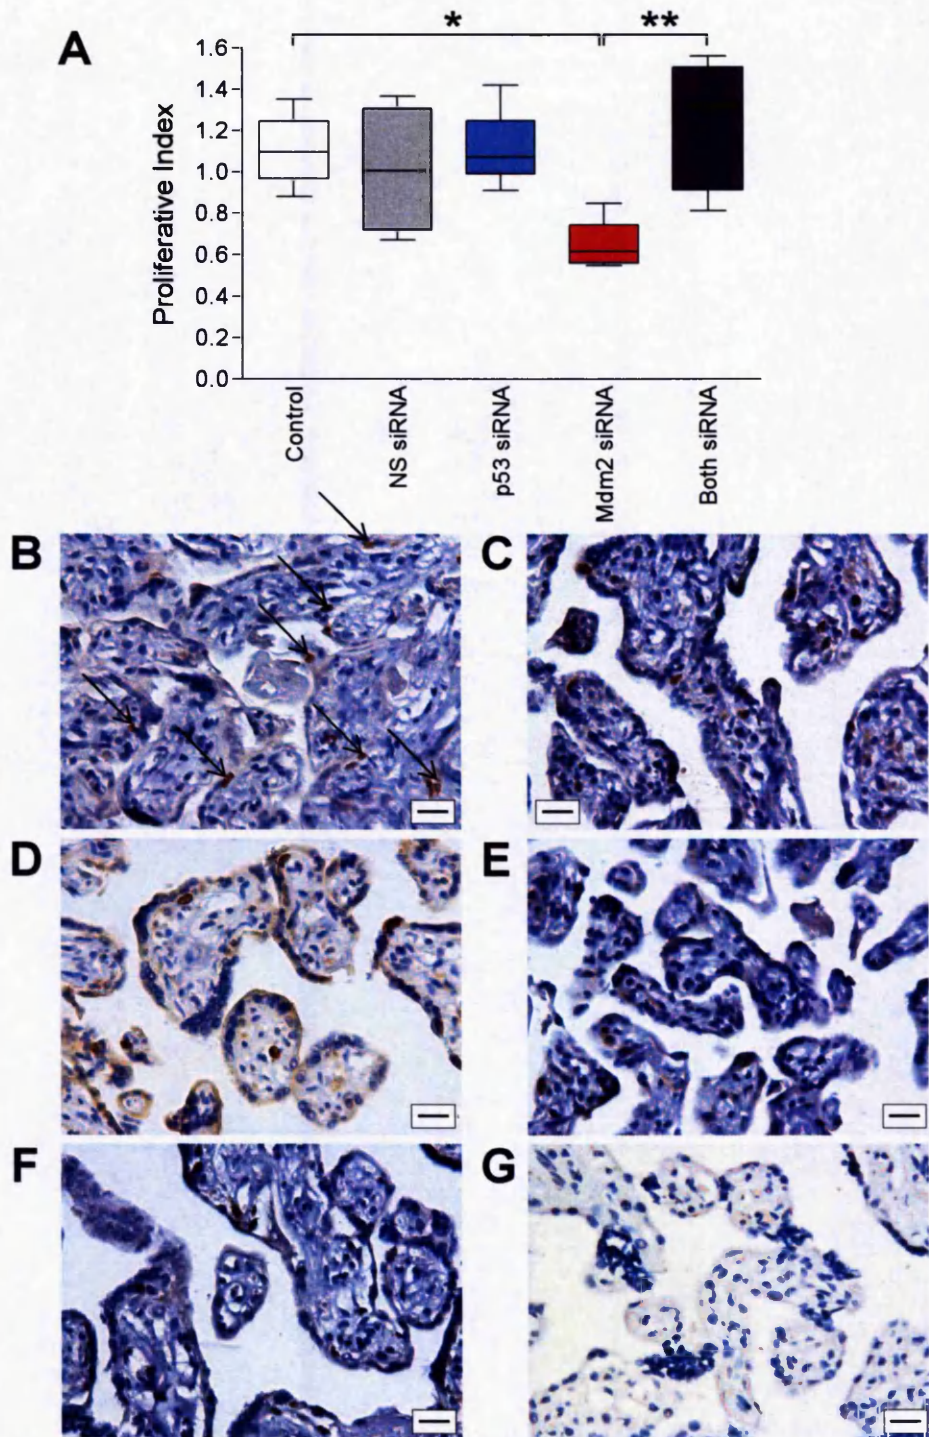 A
*
**
Proliferative Index
1.6
1.4
1.2
1.0
0.8
0.6
0.4
0.2
0.0
Control
NS siRNA
p53 siRNA
Mdm2 siRNA
Both siRNA
B
C
D
E
F
G